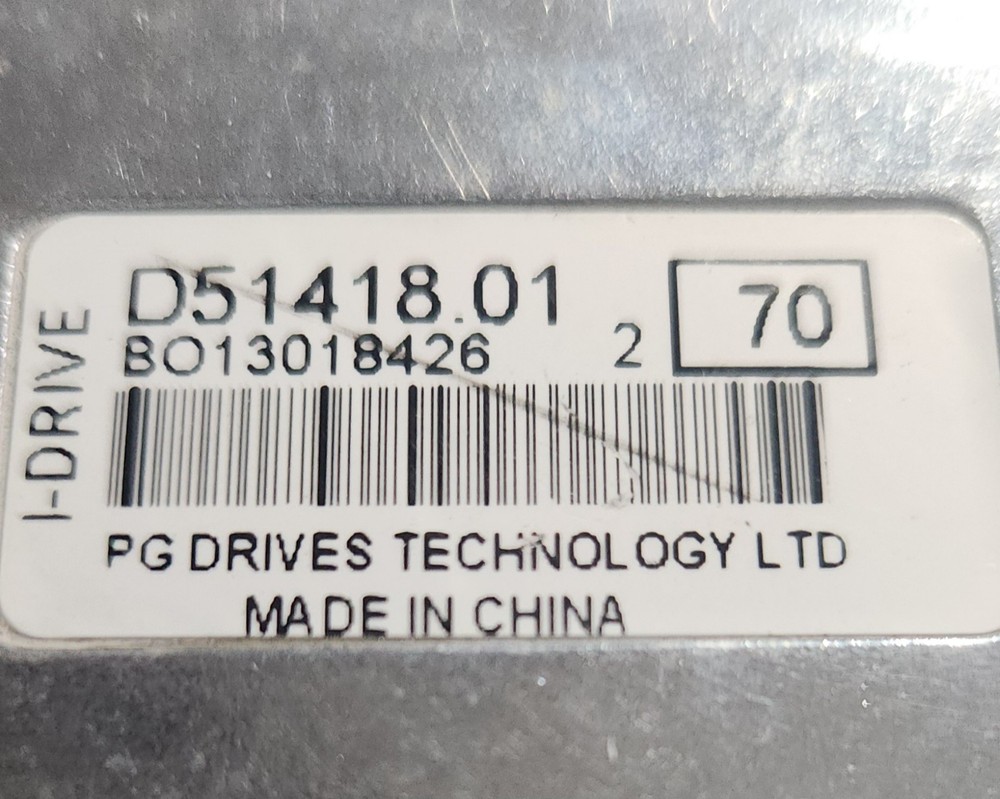 I-DRIVE
D51418.01
BO13018426
2
70
PG DRIVES TECHNOLOGY LTD
MADE IN CHINA